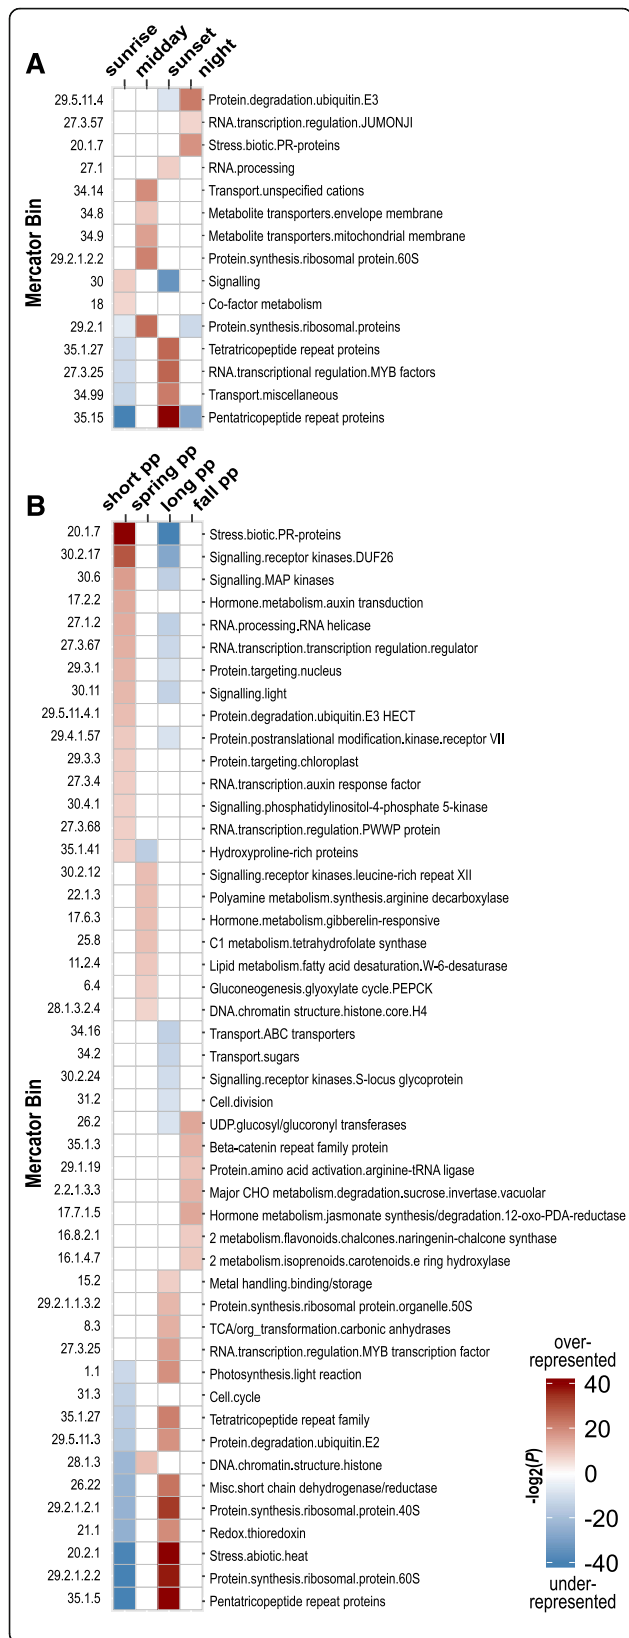 A
sunrise midday sunset night
Mercator Bin
29.5.11.4 Protein.degradation.ubiquitin.E3
27.3.57 RNA.transcription.regulation.JUMONJI
20.1.7 Stress.biotic.PR-proteins
27.1 RNA.processing
34.14 Transport.unspecified cations
34.8 Metabolite transporters.envelope membrane
34.9 Metabolite transporters.mitochondrial membrane
29.2.1.2.2 Protein.synthesis.ribosomal protein.60S
30 Signalling
18 Co-factor metabolism
29.2.1 Protein.synthesis.ribosomal.proteins
35.1.27 Tetratricopeptide repeat proteins
27.3.25 RNA.transcriptional regulation.MYB factors
34.99 Transport.miscellaneous
35.15 Pentatricopeptide repeat proteins
B
short pp spring pp long pp fall pp
Mercator Bin
20.1.7 Stress.biotic.PR-proteins
30.2.17 Signalling.receptor kinases.DUF26
30.6 Signalling.MAP kinases
17.2.2 Hormone.metabolism.auxin transduction
27.1.2 RNA.processing.RNA helicase
27.3.67 RNA.transcription.transcription regulation.regulator
29.3.1 Protein.targeting.nucleus
30.11 Signalling.light
29.5.11.4.1 Protein.degradation.ubiquitin.E3 HECT
29.4.1.57 Protein.postranslational modification.kinase.receptor VII
29.3.3 Protein.targeting.chloroplast
27.3.4 RNA.transcription.auxin response factor
30.4.1 Signalling.phosphatidylinositol-4-phosphate 5-kinase
27.3.68 RNA.transcription.regulation.PWWP protein
35.1.41 Hydroxyproline-rich proteins
30.2.12 Signalling.receptor kinases.leucine-rich repeat XII
22.1.3 Polyamine metabolism.synthesis.arginine decarboxylase
17.6.3 Hormone.metabolism.gibberelin-responsive
25.8 C1 metabolism.tetrahydrofolate synthase
11.2.4 Lipid metabolism.fatty acid desaturation.W-6-desaturase
6.4 Gluconeogenesis.glyoxylate cycle.PEPCK
28.1.3.2.4 DNA.chromatin structure.histone.core.H4
34.16 Transport.ABC transporters
34.2 Transport.sugars
30.2.24 Signalling.receptor kinases.S-locus glycoprotein
31.2 Cell.division
26.2 UDP.glucosyl/glucoronyl transferases
35.1.3 Beta-catenin repeat family protein
29.1.19 Protein.amino acid activation.arginine-tRNA ligase
2.2.1.3.3 Major CHO metabolism.degradation.sucrose.invertase.vacuolar
17.7.1.5 Hormone metabolism.jasmonate synthesis/degradation.12-oxo-PDA-reductase
16.8.2.1 2 metabolism.flavonoids.chalcones.naringenin-chalcone synthase
16.1.4.7 2 metabolism.isoprenoids.carotenoids.e ring hydroxylase
15.2 Metal handling.binding/storage
29.2.1.1.3.2 Protein.synthesis.ribosomal protein.organelle.50S
8.3 TCA/org_transformation.carbonic anhydrases
27.3.25 RNA.transcription.regulation.MYB transcription factor
1.1 Photosynthesis.light reaction
31.3 Cell.cycle
35.1.27 Tetratricopeptide repeat family
29.5.11.3 Protein.degradation.ubiquitin.E2
28.1.3 DNA.chromatin.structure.histone
26.22 Misc.short chain dehydrogenase/reductase
29.2.1.2.1 Protein.synthesis.ribosomal.protein.40S
21.1 Redox.thioredoxin
20.2.1 Stress.abiotic.heat
29.2.1.2.2 Protein.synthesis.ribosomal.protein.60S
35.1.5 Pentatricopeptide repeat proteins
over-
represented
40
20
0
-20
-40
-log2(P)
under-
represented